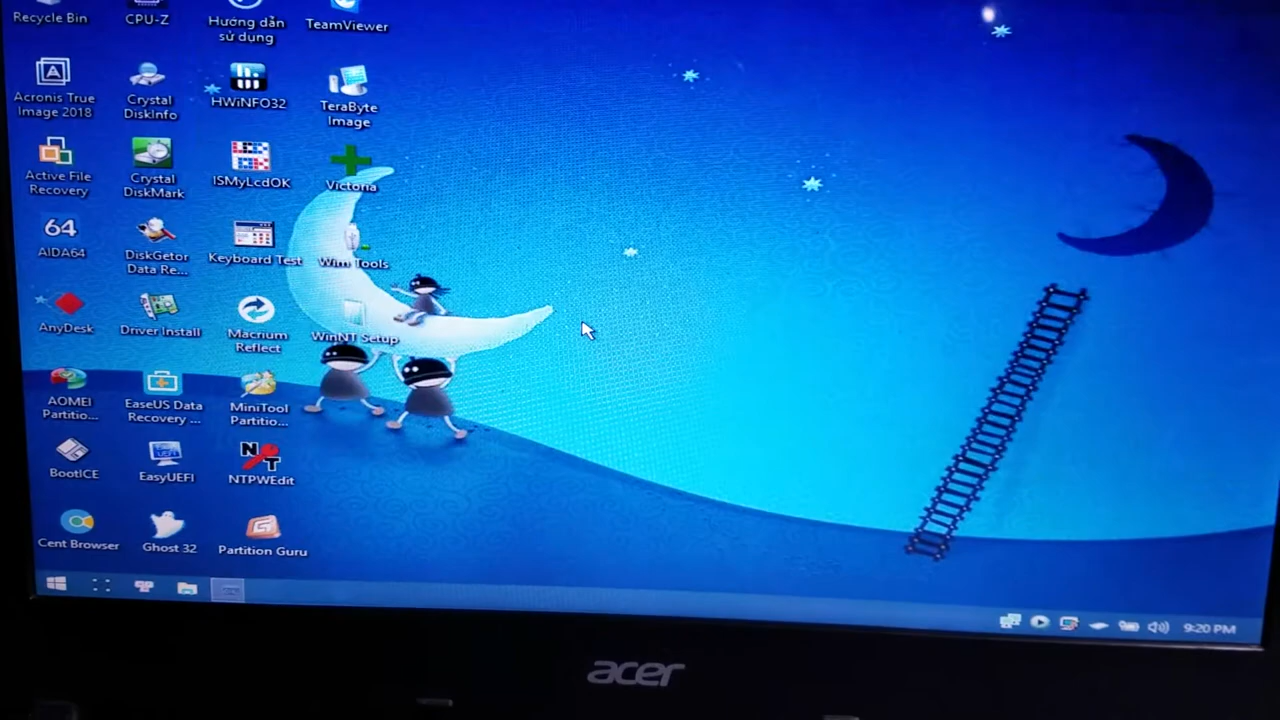 Recycle Bin
CPU-Z
Hướng dẫn
sử dụng
TeamViewer
Acronis True
Image 2018
Crystal
DiskInfo
HWiNFO32
TeraByte
Image
Active File
Recovery
Crystal
DiskMark
ISMyLcdOK
Victoria
64
AIDA64
DiskGetor
Data Re...
Keyboard Test
Wim Tools
AnyDesk
Driver Install
Macrium
Reflect
WinNT Setup
AOMEI
Partitio...
EaseUS Data
Recovery ...
MiniTool
Partitio...
BootICE
EasyUEFI
NT
NTPWEdit
Cent Browser
Ghost 32
Partition Guru
9:20 PM
acer